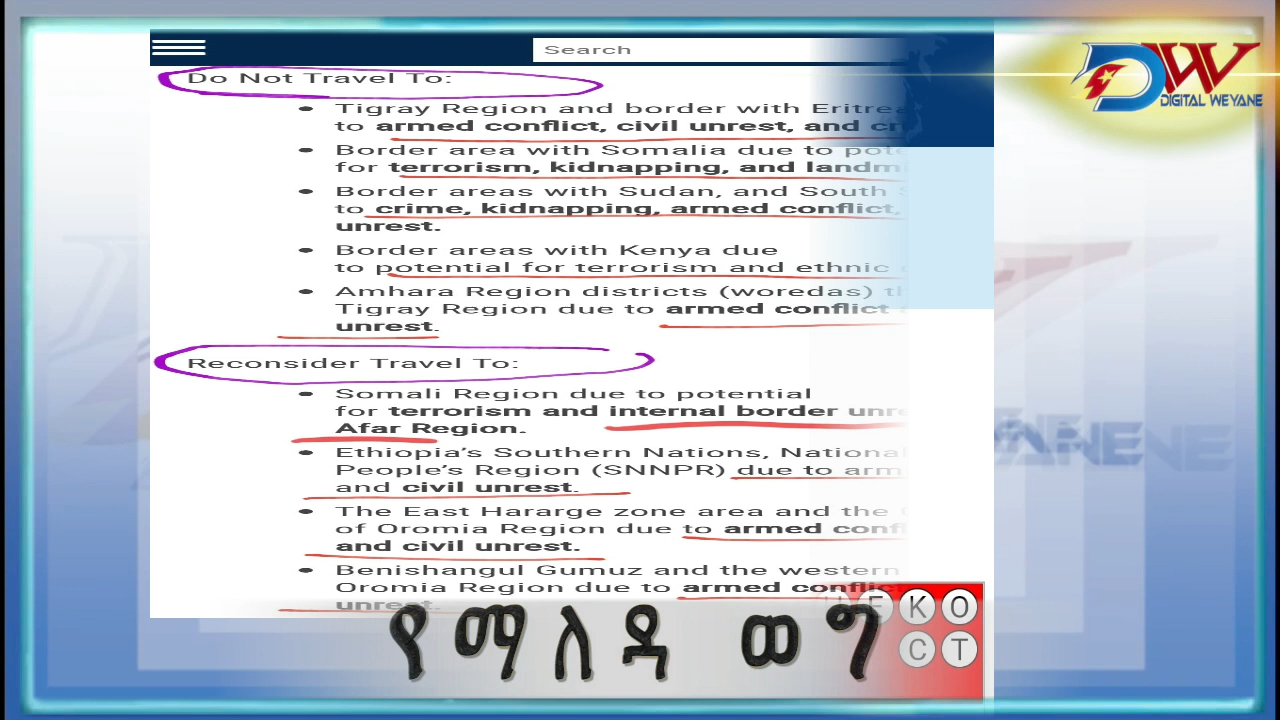 Search
DW
DIGITAL WEYANE
Do Not Travel To:
• Tigray Region and border with Eritrea
to armed conflict, civil unrest, and
• Border area with Somalia due to
for terrorism, kidnapping, and
• Border areas with Sudan, and South
to crime, kidnapping, armed conflict,
unrest.
• Border areas with Kenya due
to potential for terrorism and ethnic
• Amhara Region districts (woredas)
Tigray Region due to armed conflict
unrest.
Reconsider Travel To:
• Somali Region due to potential
for terrorism and internal border
Afar Region.
• Ethiopia's Southern Nations,
People's Region (SNNPR) due to
and civil unrest.
• The East Hararge zone area and the
of Oromia Region due to armed
and civil unrest.
• Benishangul Gumuz and the western
Oromia Region due to armed conflict
unrest.
K O
C T
የማለዳ ወግ